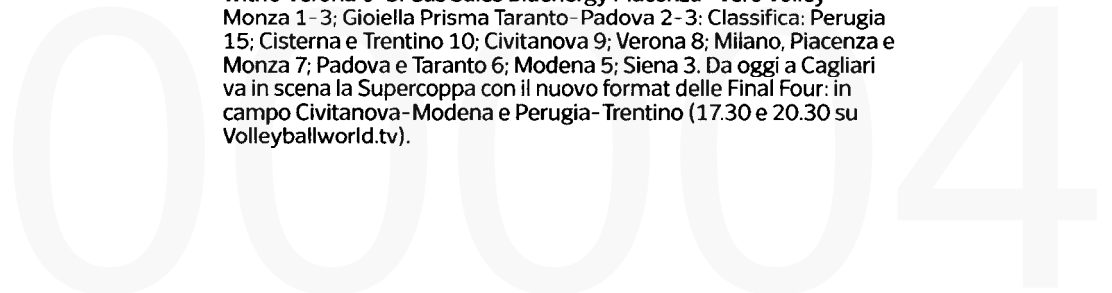 Monza 1-3; Gioiella Prisma Taranto-Padova 2-3: Classifica: Perugia
15; Cisterna e Trentino 10; Civitanova 9; Verona 8; Milano, Piacenza e
Monza 7; Padova e Taranto 6; Modena 5; Siena 3. Da oggi a Cagliari
va in scena la Supercoppa con il nuovo format delle Final Four: in
campo Civitanova-Modena e Perugia-Trentino (17.30 e 20.30 su
Volleyballworld.tv).
00004